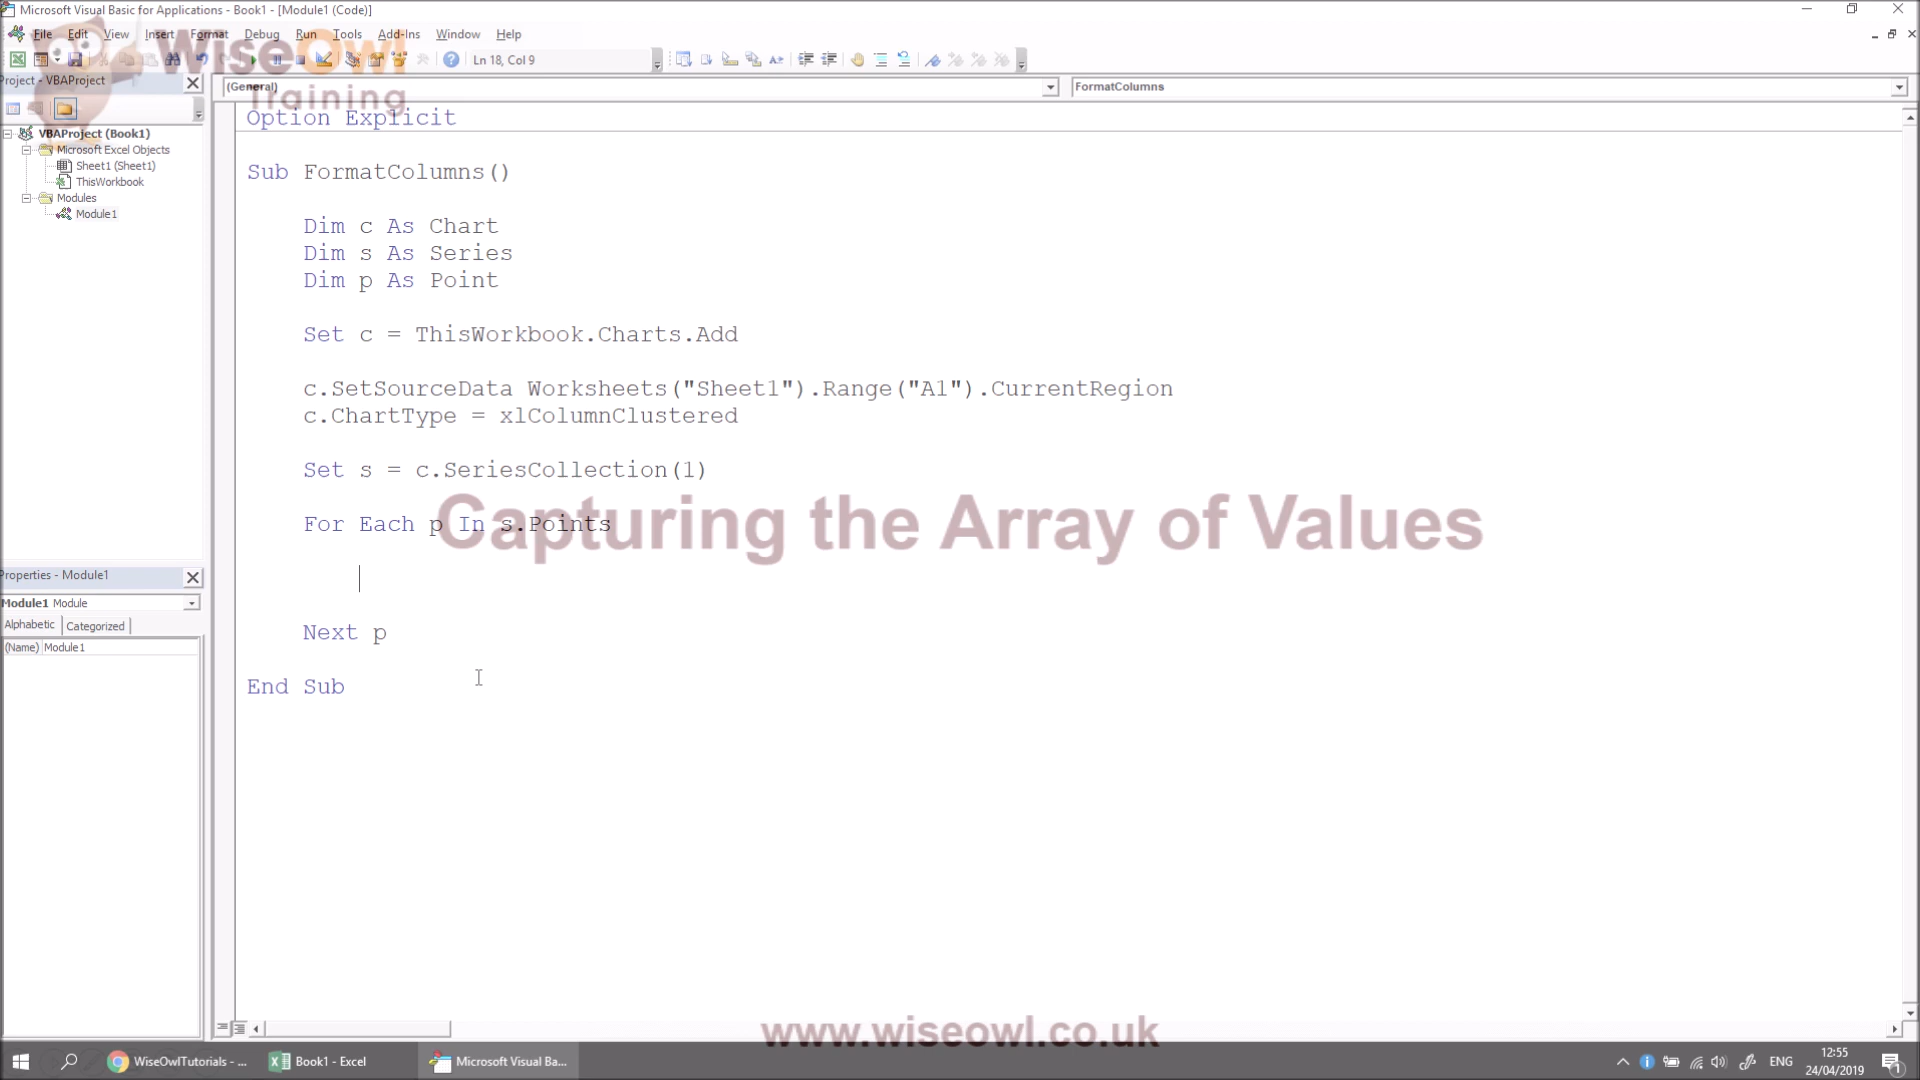 Microsoft Visual Basic for Applications - Book1 - [Module1 (Code)]
File Edit View Insert Format Debug Run Tools Add-Ins Window Help
WiseOwl
Training
Ln 18, Col 9
Project - VBAProject
(General)
FormatColumns
VBAProject (Book1)
Microsoft Excel Objects
Sheet1 (Sheet1)
ThisWorkbook
Modules
Module1
Option Explicit
Sub FormatColumns()
Dim c As Chart
Dim s As Series
Dim p As Point
Set c = ThisWorkbook.Charts.Add
c.SetSourceData Worksheets("Sheet1").Range("A1").CurrentRegion
c.ChartType = xlColumnClustered
Set s = c.SeriesCollection(1)
For Each p In s.Points
Capturing the Array of Values
Next p
End Sub
Properties - Module1
Module1 Module
Alphabetic Categorized
(Name) Module1
www.wiseowl.co.uk
WiseOwlTutorials - ...
Book1 - Excel
Microsoft Visual Ba...
ENG
12:55
24/04/2019
1